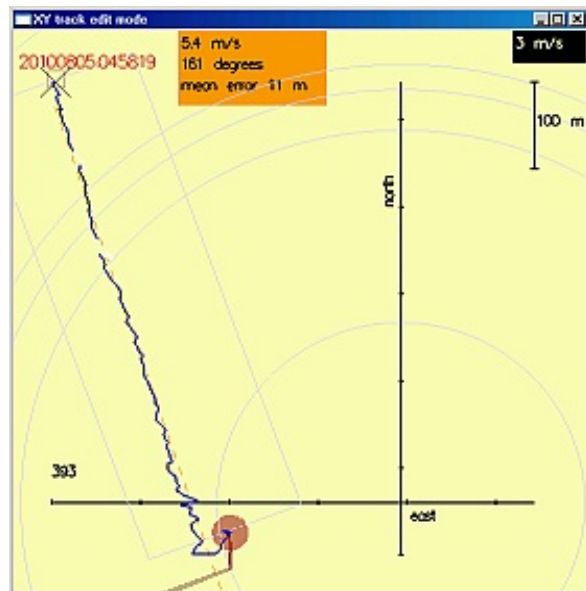 XY track edit mode
20100805.045819
5.4 m/s
161 degrees
mean error 11 m
3 m/s
100 m
north
393
east